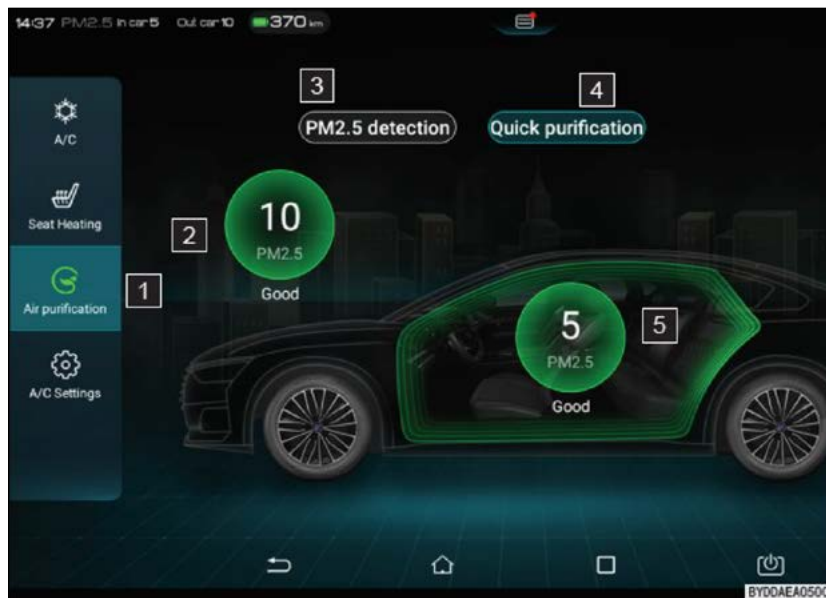 14:37 PM2.5 In car 5 Out car 10 370 km
3
4
PM2.5 detection
Quick purification
A/C
Seat Heating
2
10
PM2.5
Good
1
Air purification
5
5
PM2.5
Good
A/C Settings
BYDDAEA050C